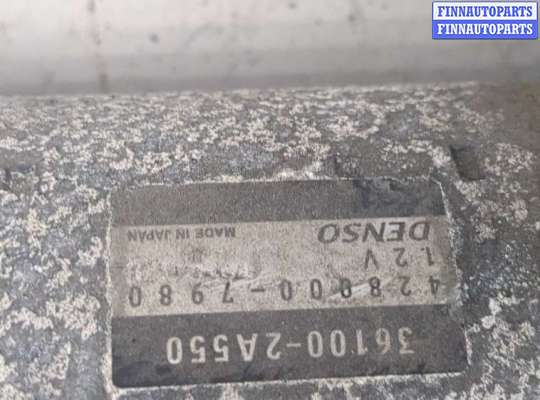 FINNAUTOPARTS
FINNAUTOPARTS
36100-2A550
428000-7980
12V
DENSO MADE IN JAPAN